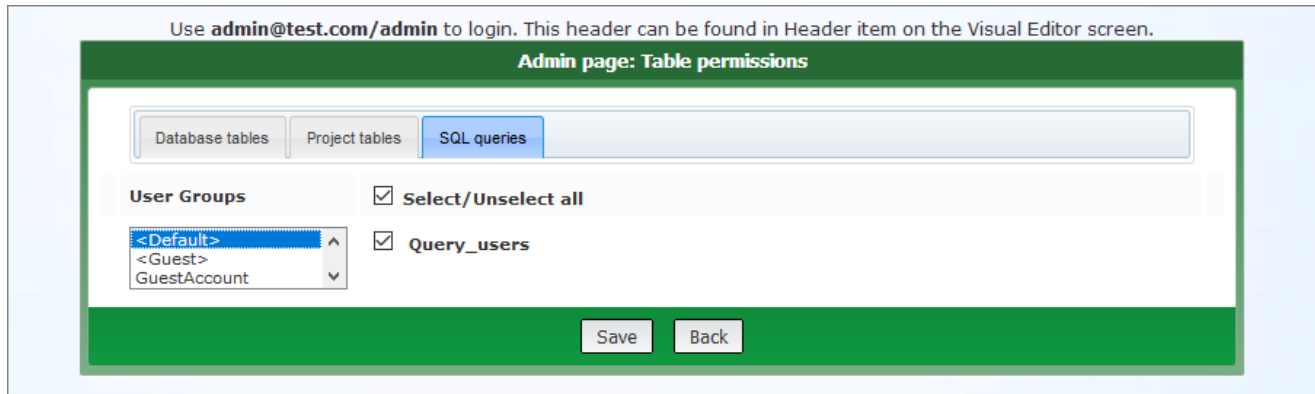 Use admin@test.com/admin to login. This header can be found in Header item on the Visual Editor screen.
Admin page: Table permissions
Database tables Project tables SQL queries
User Groups Select/Unselect all
<Default> Query_users
<Guest>
GuestAccount
Save Back